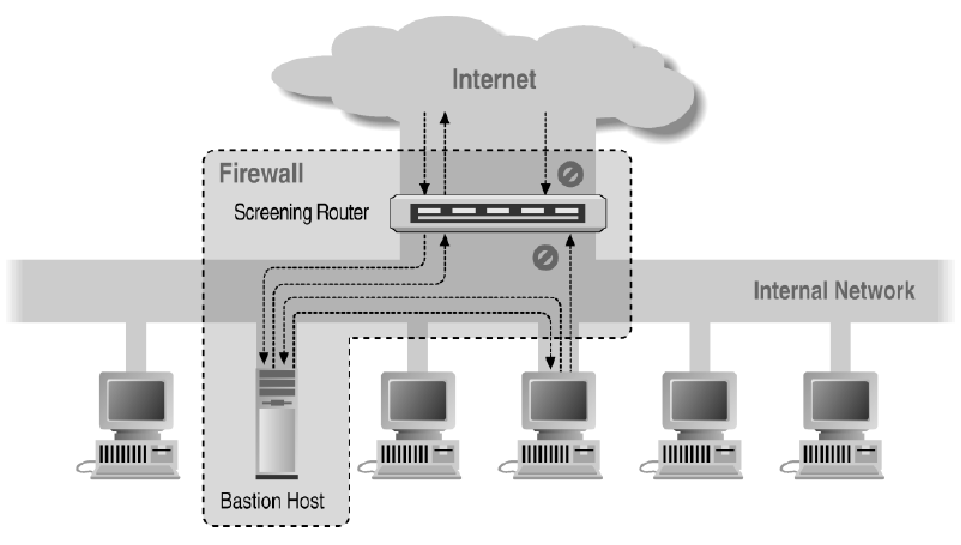 Internet
Firewall
Screening Router
Internal Network
Bastion Host